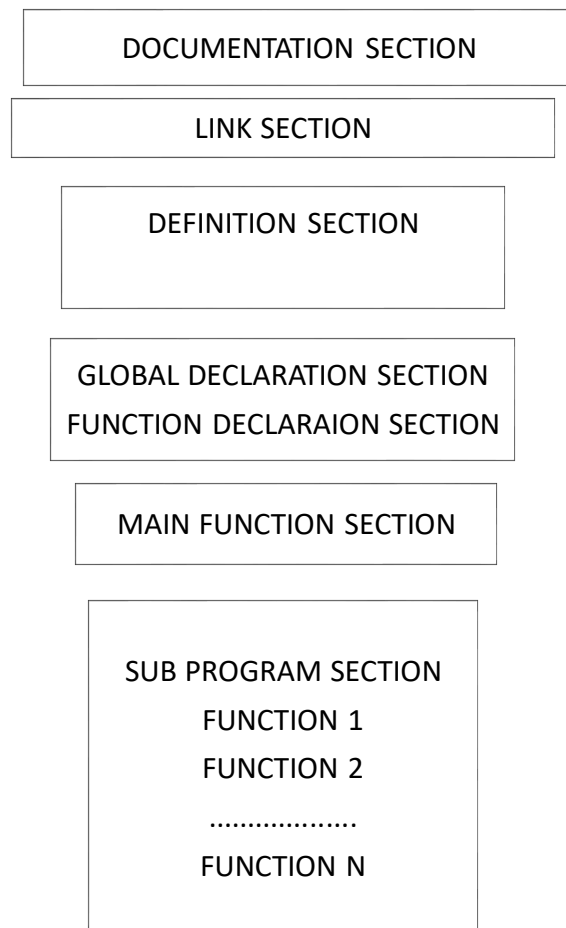 DOCUMENTATION SECTION
LINK SECTION
DEFINITION SECTION
GLOBAL DECLARATION SECTION
FUNCTION DECLARAION SECTION
MAIN FUNCTION SECTION
SUB PROGRAM SECTION
FUNCTION 1
FUNCTION 2
...................
FUNCTION N